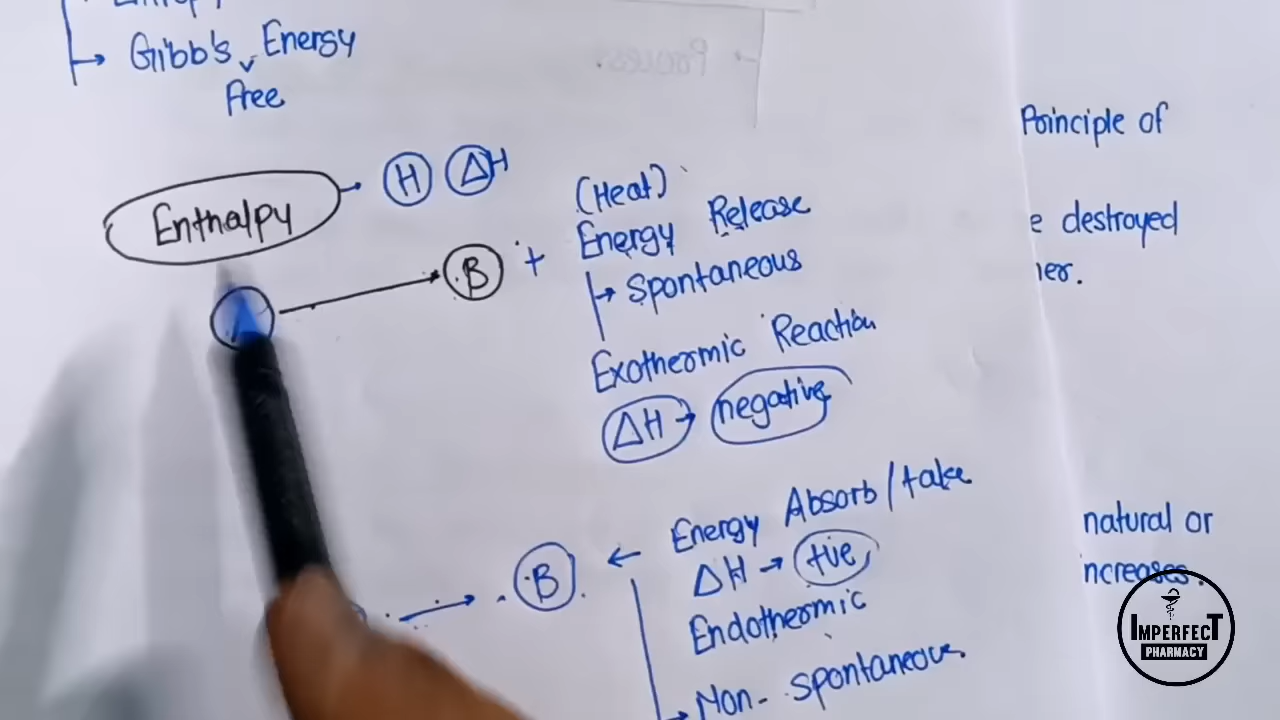 Gibb's Energy
Free
Enthalpy → H ΔH
(Heat)
A → B + Energy Release
→ Spontaneous
Exothermic Reaction
ΔH → negative
→ B ← Energy Absorb / take
ΔH → +ve
Endothermic
→ Non-spontaneous
Principle of
e destroyed
ner.
natural or
ncreases.
Process.
IMPERFECT
PHARMACY